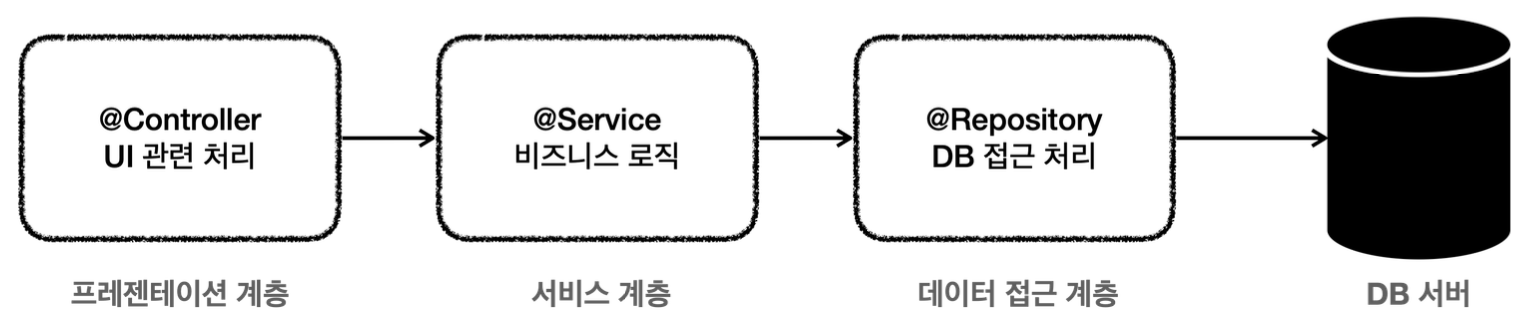 @Controller
UI 관련 처리
@Service
비즈니스 로직
@Repository
DB 접근 처리
프레젠테이션 계층
서비스 계층
데이터 접근 계층
DB 서버